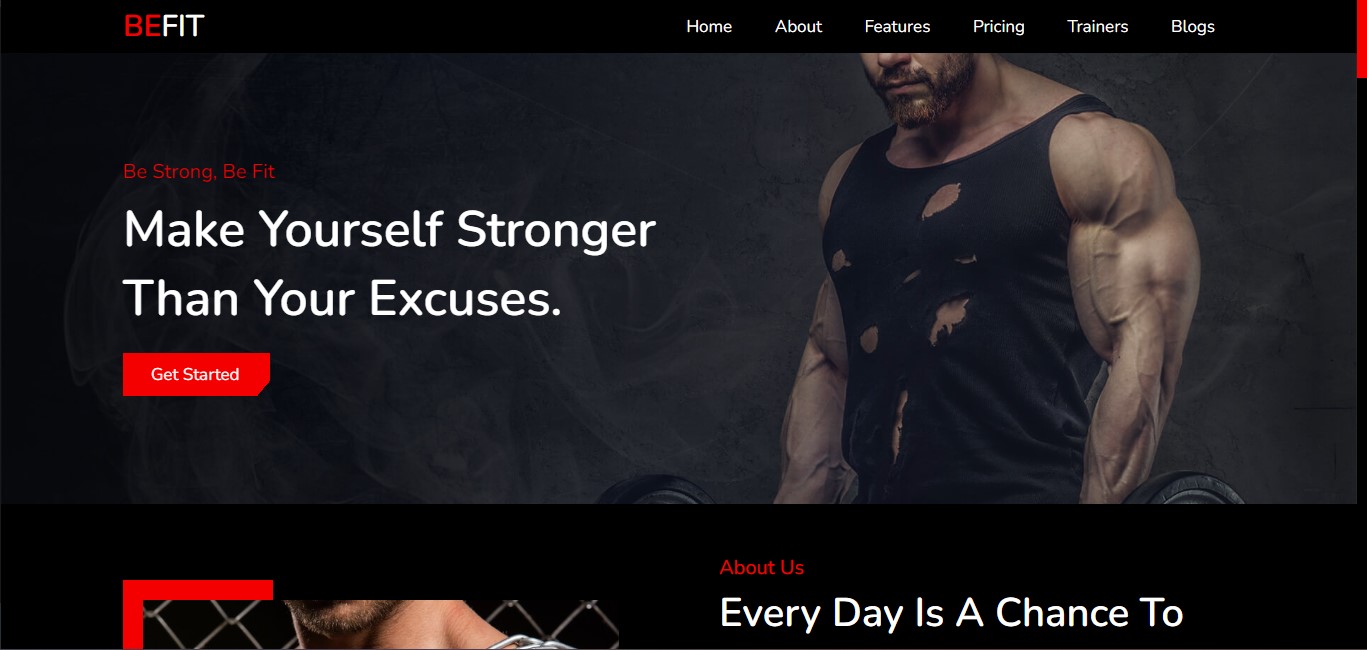 BEFIT
Home About Features Pricing Trainers Blogs
Be Strong, Be Fit
Make Yourself Stronger
Than Your Excuses.
Get Started
About Us
Every Day Is A Chance To